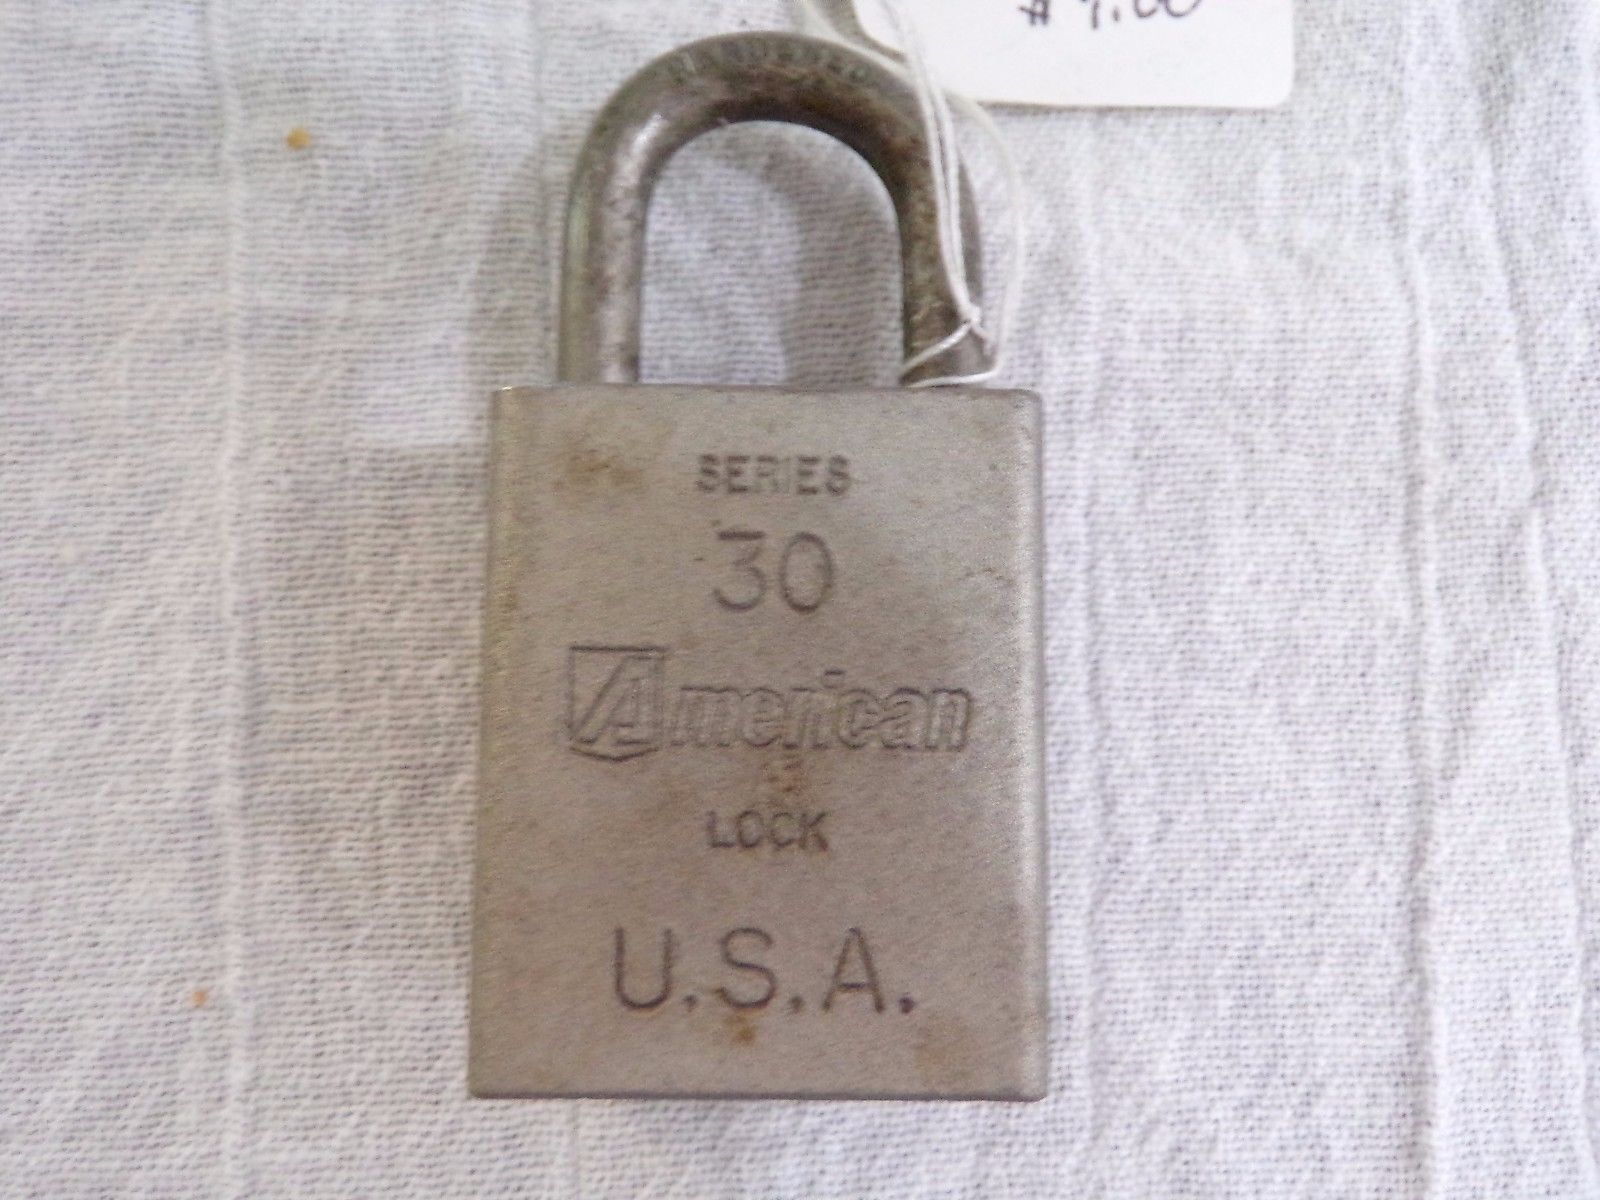 SERIES
30
American
LOCK
U.S.A.